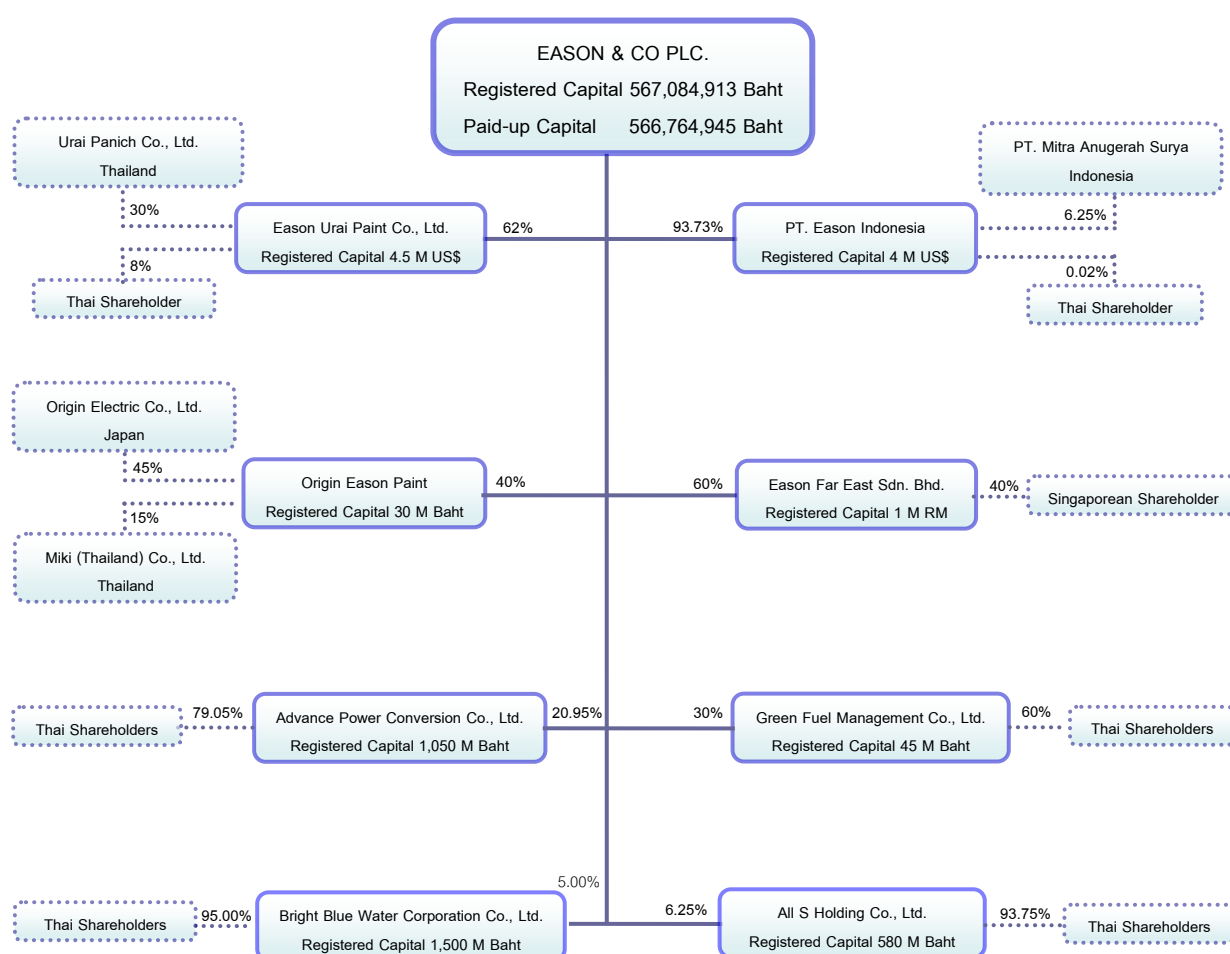 EASON & CO PLC.
Registered Capital 567,084,913 Baht
Paid-up Capital 566,764,945 Baht
Urai Panich Co., Ltd.
Thailand
30%
8%
Thai Shareholder
Eason Urai Paint Co., Ltd.
Registered Capital 4.5 M US$
62%
93.73%
PT. Eason Indonesia
Registered Capital 4 M US$
PT. Mitra Anugerah Surya
Indonesia
6.25%
0.02%
Thai Shareholder
Origin Electric Co., Ltd.
Japan
45%
15%
Miki (Thailand) Co., Ltd.
Thailand
Origin Eason Paint
Registered Capital 30 M Baht
40%
60%
Eason Far East Sdn. Bhd.
Registered Capital 1 M RM
40%
Singaporean Shareholder
Thai Shareholders
79.05%
Advance Power Conversion Co., Ltd.
Registered Capital 1,050 M Baht
20.95%
30%
Green Fuel Management Co., Ltd.
Registered Capital 45 M Baht
60%
Thai Shareholders
Thai Shareholders
95.00%
Bright Blue Water Corporation Co., Ltd.
Registered Capital 1,500 M Baht
5.00%
6.25%
All S Holding Co., Ltd.
Registered Capital 580 M Baht
93.75%
Thai Shareholders